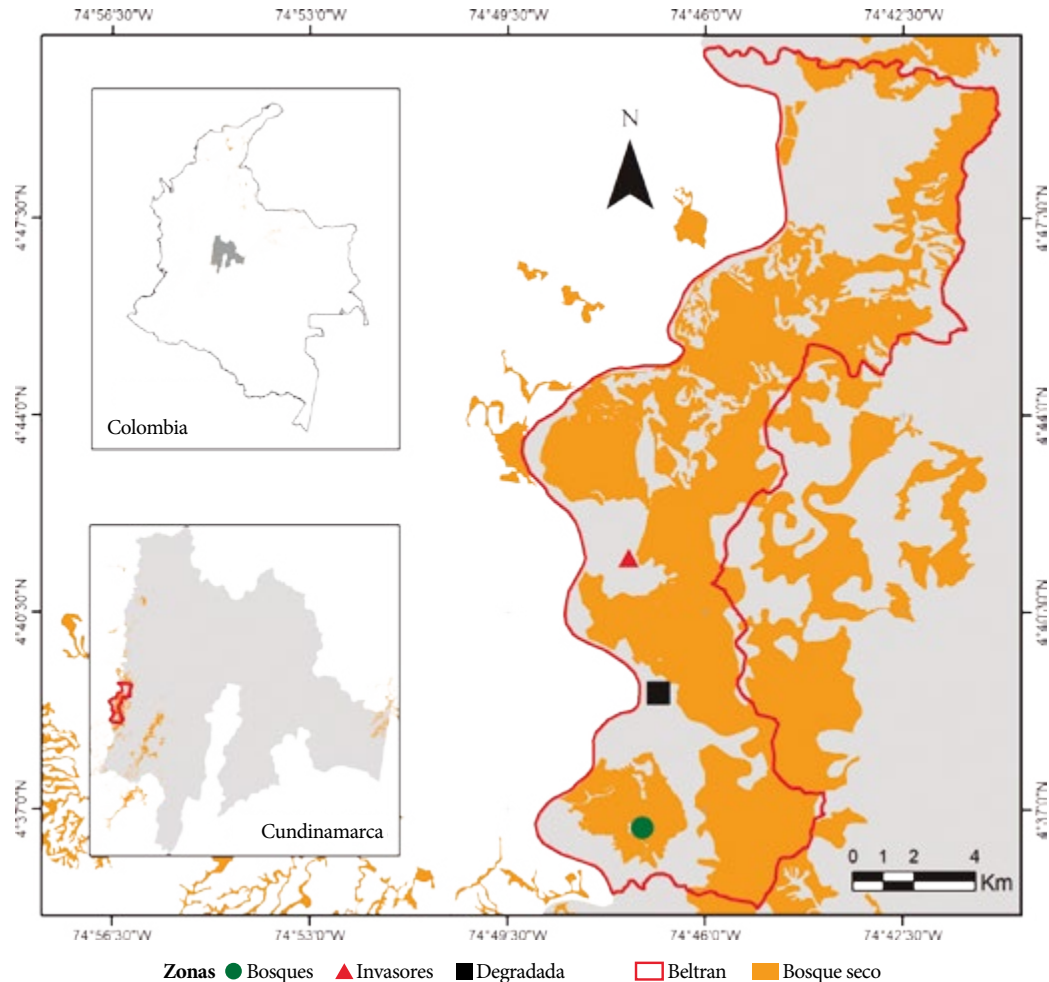 74°56'30"W 74°53'0"W 74°49'30"W 74°46'0"W 74°42'30"W
N
4°47'30"N 4°47'30"N
Colombia
4°44'0"N 4°44'0"N
4°40'30"N 4°40'30"N
Cundinamarca
4°37'0"N 4°37'0"N
0 1 2 4
Km
74°56'30"W 74°53'0"W 74°49'30"W 74°46'0"W 74°42'30"W
Zonas Bosques Invasores Degradada Beltran Bosque seco